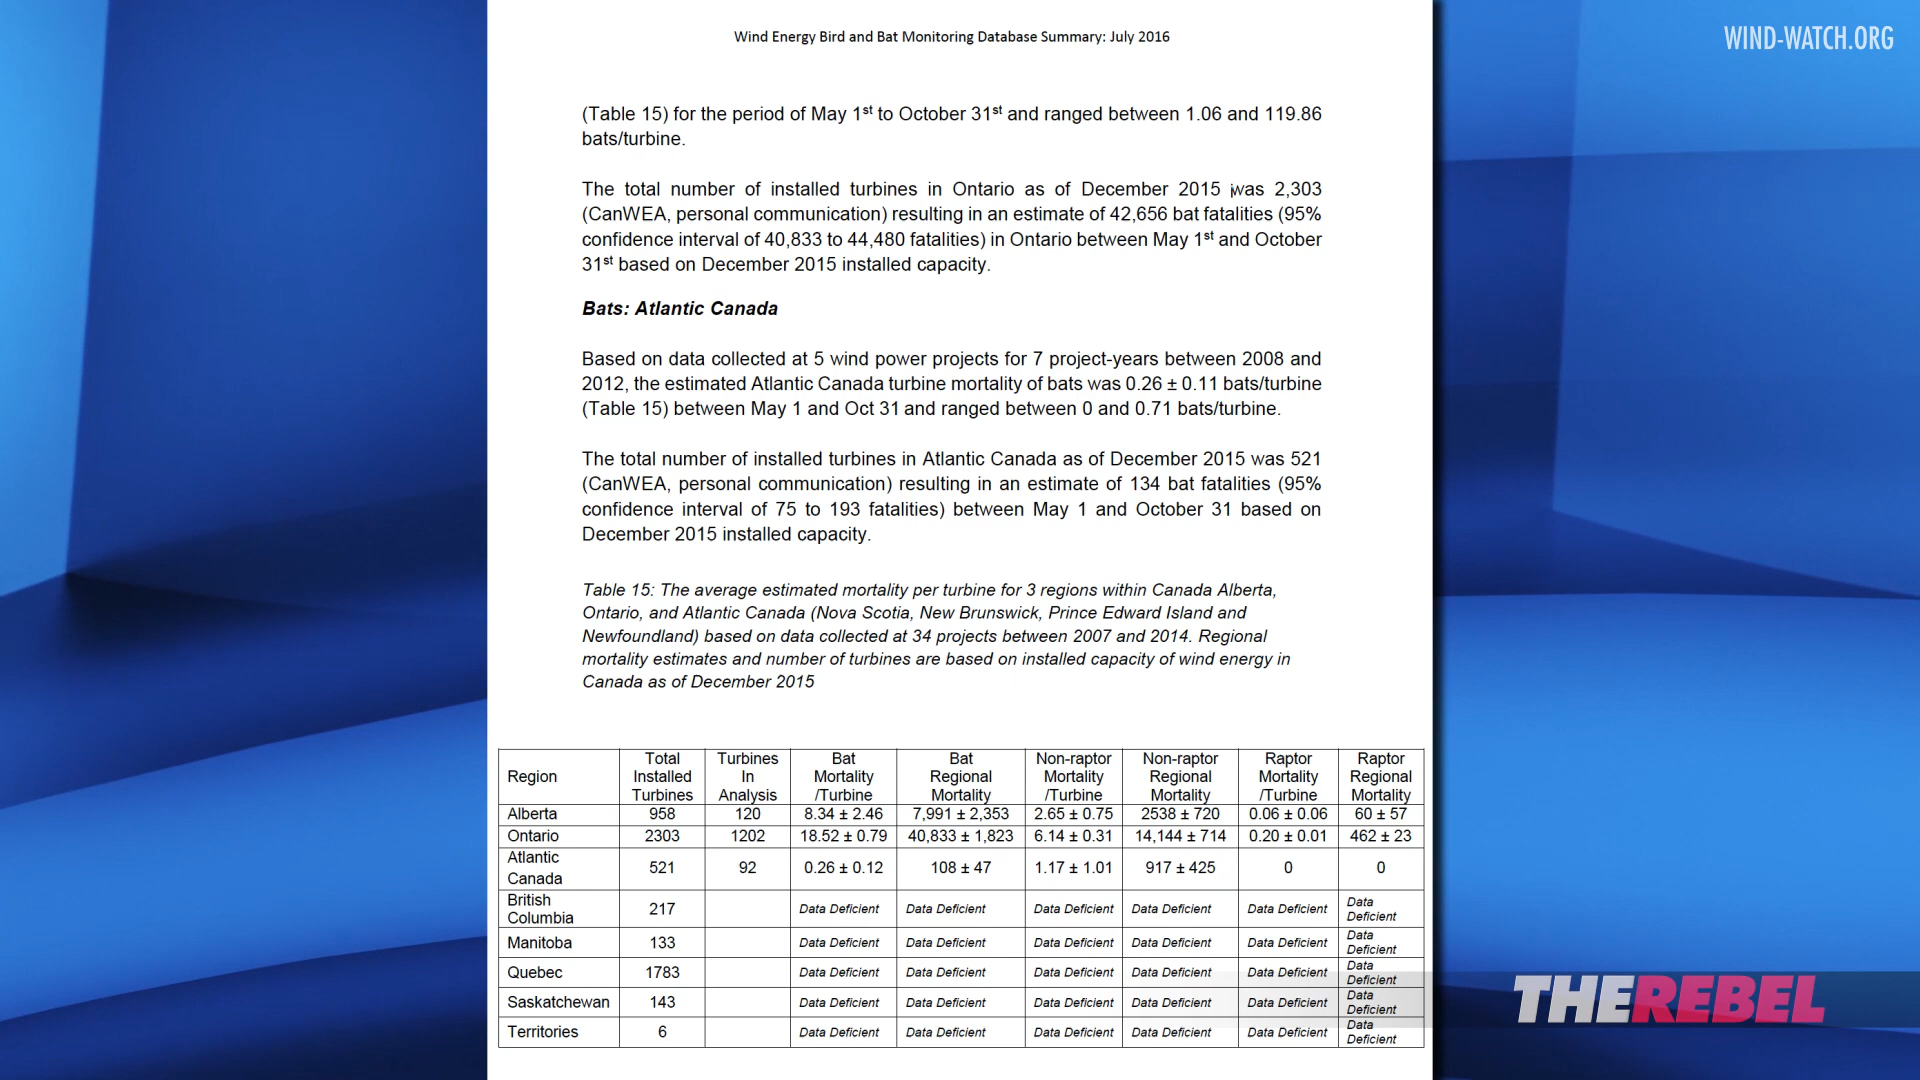 Wind Energy Bird and Bat Monitoring Database Summary: July 2016
WIND-WATCH.ORG
(Table 15) for the period of May 1st to October 31st and ranged between 1.06 and 119.86
bats/turbine.
The total number of installed turbines in Ontario as of December 2015 was 2,303
(CanWEA, personal communication) resulting in an estimate of 42,656 bat fatalities (95%
confidence interval of 40,833 to 44,480 fatalities) in Ontario between May 1st and October
31st based on December 2015 installed capacity.
Bats: Atlantic Canada
Based on data collected at 5 wind power projects for 7 project-years between 2008 and
2012, the estimated Atlantic Canada turbine mortality of bats was 0.26 ± 0.11 bats/turbine
(Table 15) between May 1 and Oct 31 and ranged between 0 and 0.71 bats/turbine.
The total number of installed turbines in Atlantic Canada as of December 2015 was 521
(CanWEA, personal communication) resulting in an estimate of 134 bat fatalities (95%
confidence interval of 75 to 193 fatalities) between May 1 and October 31 based on
December 2015 installed capacity.
Table 15: The average estimated mortality per turbine for 3 regions within Canada Alberta,
Ontario, and Atlantic Canada (Nova Scotia, New Brunswick, Prince Edward Island and
Newfoundland) based on data collected at 34 projects between 2007 and 2014. Regional
mortality estimates and number of turbines are based on installed capacity of wind energy in
Canada as of December 2015
Region Total Installed Turbines Turbines In Analysis Bat Mortality /Turbine Bat Regional Mortality Non-raptor Mortality /Turbine Non-raptor Regional Mortality Raptor Mortality /Turbine Raptor Regional Mortality
Alberta 958 120 8.34 ± 2.46 7,991 ± 2,353 2.65 ± 0.75 2538 ± 720 0.06 ± 0.06 60 ± 57
Ontario 2303 1202 18.52 ± 0.79 40,833 ± 1,823 6.14 ± 0.31 14,144 ± 714 0.20 ± 0.01 462 ± 23
Atlantic Canada 521 92 0.26 ± 0.12 108 ± 47 1.17 ± 1.01 917 ± 425 0 0
British Columbia 217 Data Deficient Data Deficient Data Deficient Data Deficient Data Deficient Data Deficient
Manitoba 133 Data Deficient Data Deficient Data Deficient Data Deficient Data Deficient Data Deficient
Quebec 1783 Data Deficient Data Deficient Data Deficient Data Deficient Data Deficient Data Deficient
Saskatchewan 143 Data Deficient Data Deficient Data Deficient Data Deficient Data Deficient Data Deficient
Territories 6 Data Deficient Data Deficient Data Deficient Data Deficient Data Deficient Data Deficient
THEREBEL